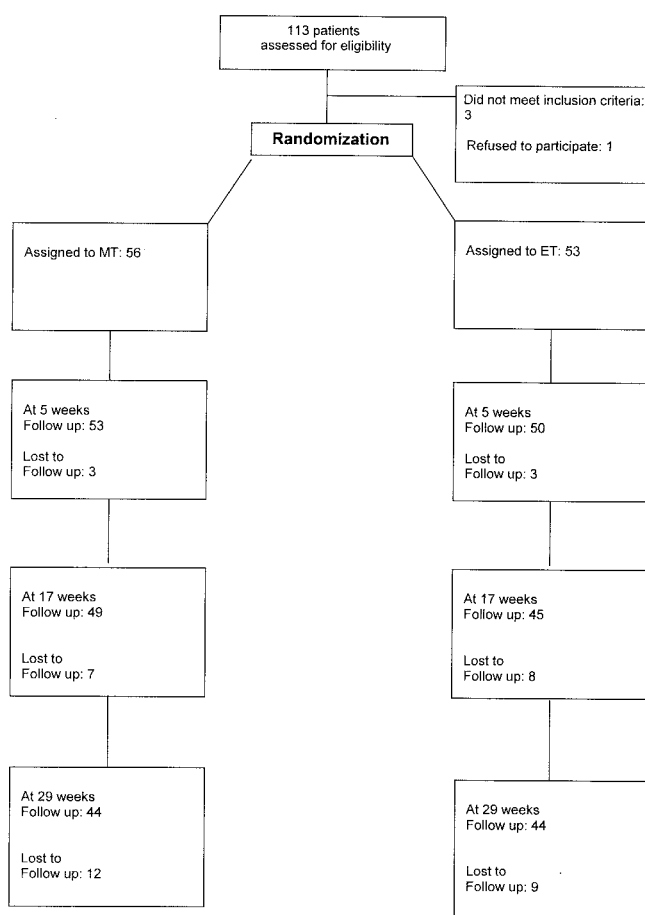 113 patients
assessed for eligibility
Did not meet inclusion criteria:
3
Refused to participate: 1
Randomization
Assigned to MT: 56
Assigned to ET: 53
At 5 weeks
Follow up: 53
Lost to
Follow up: 3
At 5 weeks
Follow up: 50
Lost to
Follow up: 3
At 17 weeks
Follow up: 49
Lost to
Follow up: 7
At 17 weeks
Follow up: 45
Lost to
Follow up: 8
At 29 weeks
Follow up: 44
Lost to
Follow up: 12
At 29 weeks
Follow up: 44
Lost to
Follow up: 9